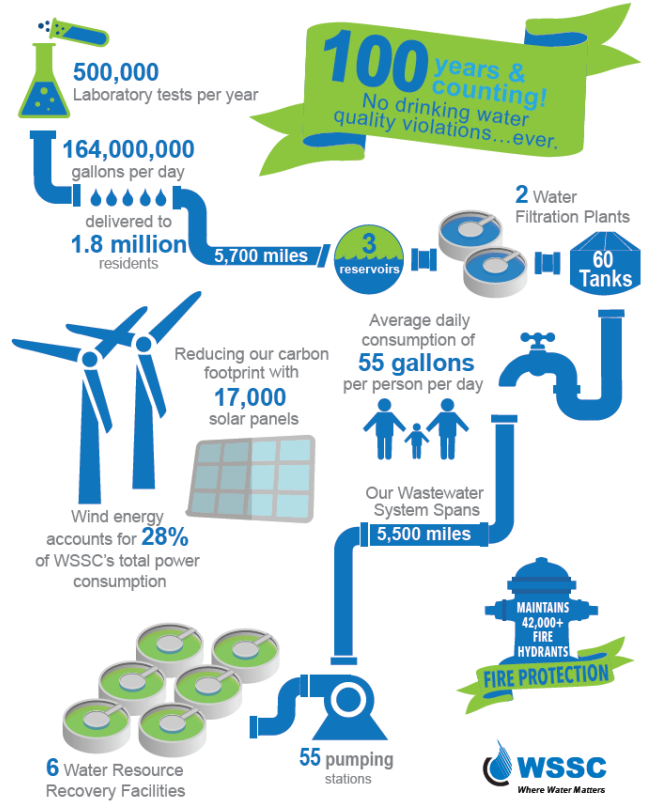 100 years &
counting!
No drinking water
quality violations...ever.
500,000
Laboratory tests per year
164,000,000
gallons per day
delivered to
1.8 million
residents
5,700 miles
3
reservoirs
2 Water
Filtration Plants
60
Tanks
Average daily
consumption of
55 gallons
per person per day
Reducing our carbon
footprint with
17,000
solar panels
Wind energy
accounts for 28%
of WSSC's total power
consumption
Our Wastewater
System Spans
5,500 miles
MAINTAINS
42,000+
FIRE
HYDRANTS
FIRE PROTECTION
55 pumping
stations
6 Water Resource
Recovery Facilities
WSSC
Where Water Matters